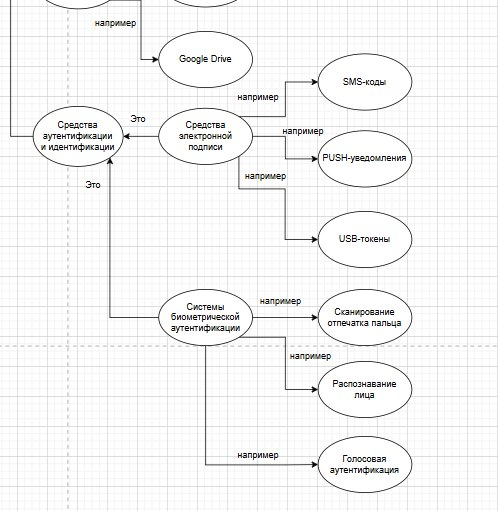 например
Google Drive
например
SMS-коды
Средства
аутентификации
и идентификации
Это
Средства
электронной
подписи
например
PUSH-уведомления
Это
например
USB-токены
Системы
биометрической
аутентификации
например
Сканирование
отпечатка пальца
например
Распознавание
лица
например
Голосовая
аутентификация